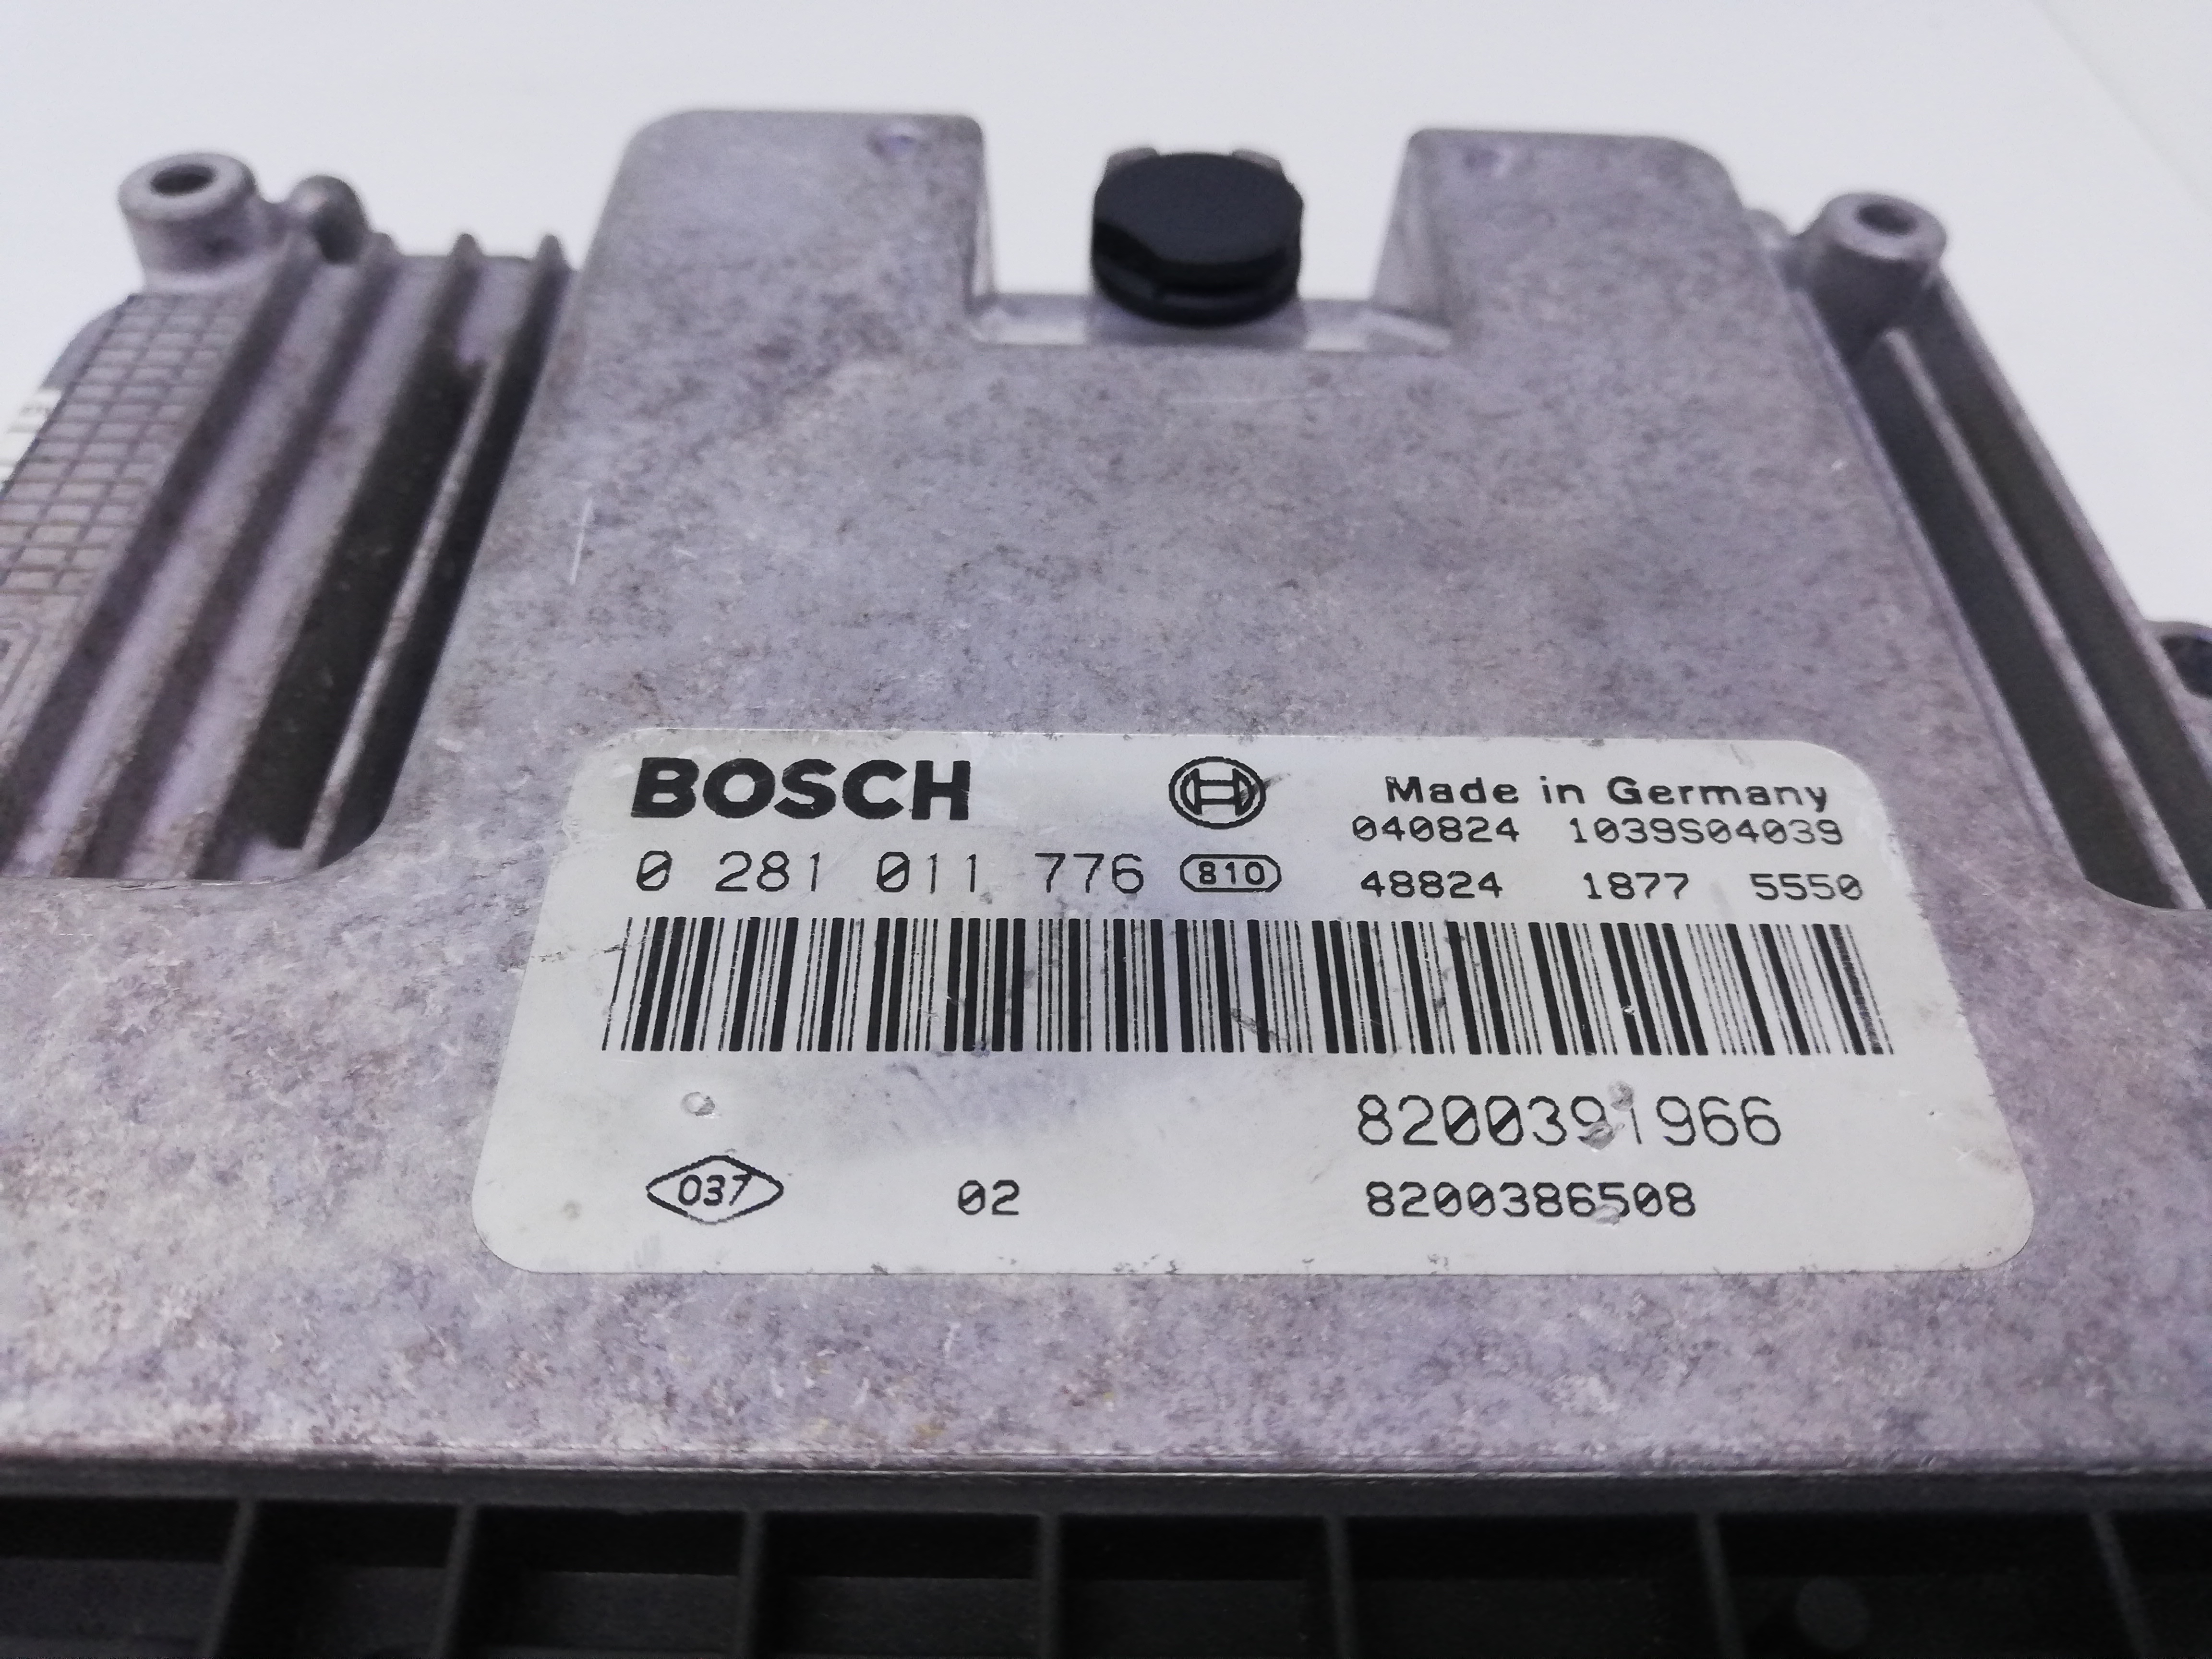 BOSCH
Made in Germany
040824 1039S04039
0 281 011 776 810
48824 1877 5550
8200391966
037 02 8200386508